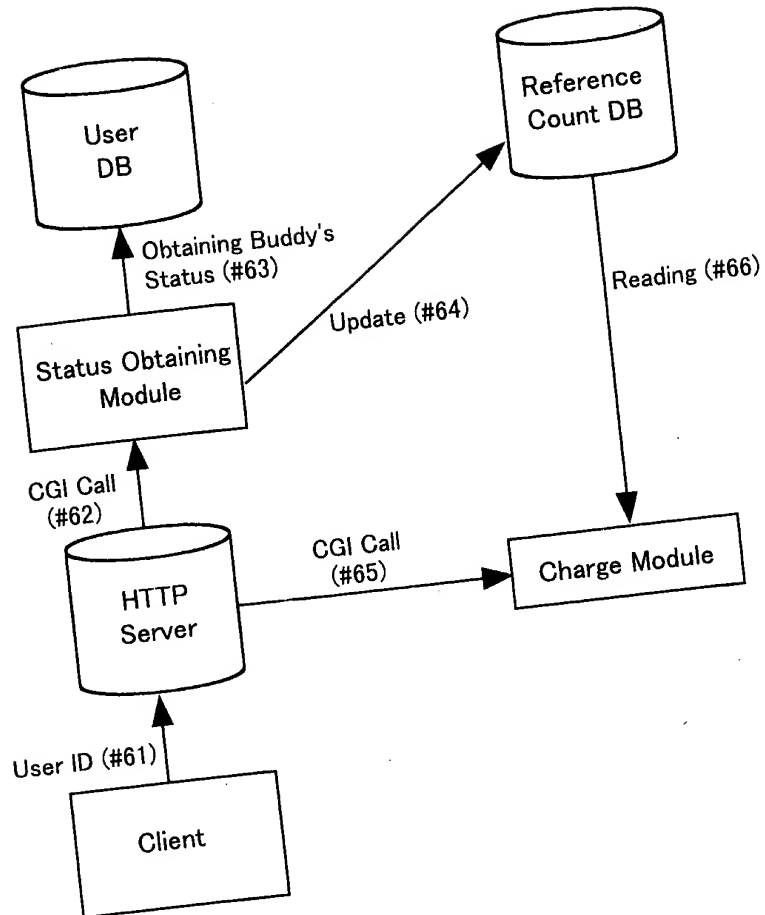 Reference
Count DB
User
DB
Obtaining Buddy's
Status (#63)
Reading (#66)
Update (#64)
Status Obtaining
Module
CGI Call
(#62)
CGI Call
(#65)
Charge Module
HTTP
Server
User ID (#61)
Client